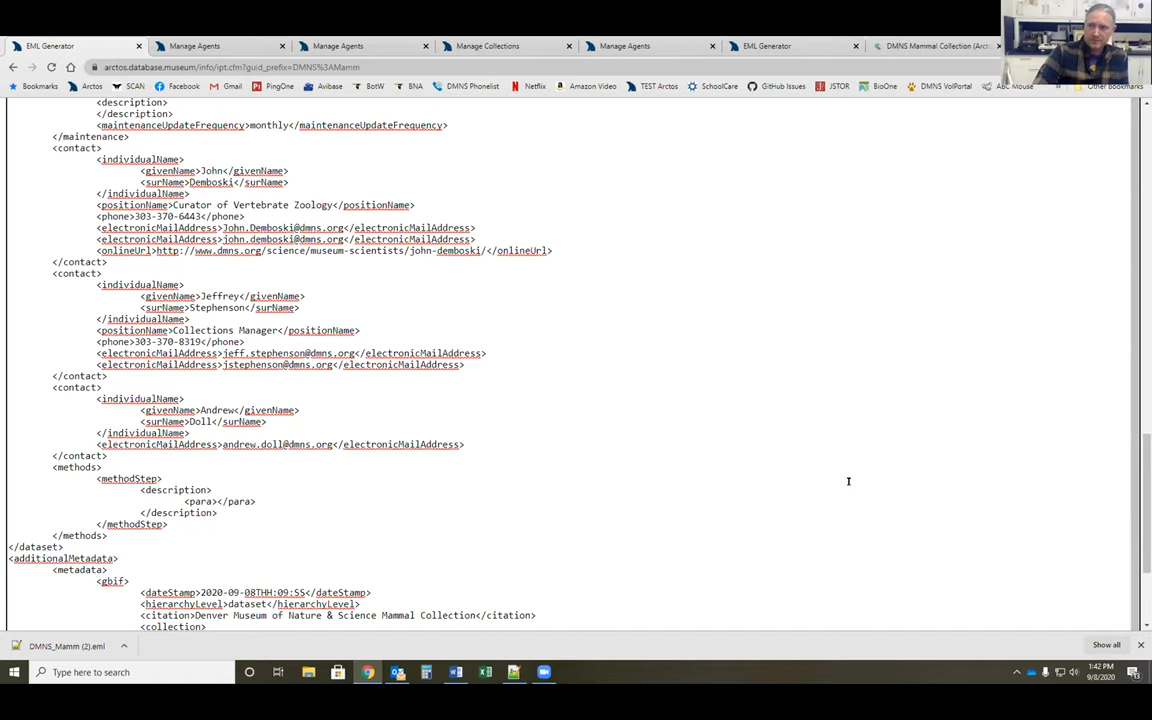 EML Generator
Manage Agents
Manage Agents
Manage Collections
Manage Agents
EML Generator
DMNS Mammal Collection (Arc
arctos.database.museum/info/ipt.cfm?guid_prefix=DMNS%3AMamm
Bookmarks Arctos SCAN Facebook Gmail PingOne Avibase BotW BNA DMNS Phonelist Netflix Amazon Video TEST Arctos SchoolCare GitHub Issues JSTOR BioOne DMNS VolPortal ABC Mouse » Other bookmarks
<description>
</description>
<maintenanceUpdateFrequency>monthly</maintenanceUpdateFrequency>
</maintenance>
<contact>
<individualName>
<givenName>John</givenName>
<surName>Demboski</surName>
</individualName>
<positionName>Curator of Vertebrate Zoology</positionName>
<phone>303-370-6443</phone>
<electronicMailAddress>John.Demboski@dmns.org</electronicMailAddress>
<electronicMailAddress>john.demboski@dmns.org</electronicMailAddress>
<onlineUrl>http://www.dmns.org/science/museum-scientists/john-demboski/</onlineUrl>
</contact>
<contact>
<individualName>
<givenName>Jeffrey</givenName>
<surName>Stephenson</surName>
</individualName>
<positionName>Collections Manager</positionName>
<phone>303-370-8319</phone>
<electronicMailAddress>jeff.stephenson@dmns.org</electronicMailAddress>
<electronicMailAddress>jstephenson@dmns.org</electronicMailAddress>
</contact>
<contact>
<individualName>
<givenName>Andrew</givenName>
<surName>Doll</surName>
</individualName>
<electronicMailAddress>andrew.doll@dmns.org</electronicMailAddress>
</contact>
<methods>
<methodStep>
<description>
<para></para>
</description>
</methodStep>
</methods>
</dataset>
<additionalMetadata>
<metadata>
<gbif>
<dateStamp>2020-09-08THH:09:SS</dateStamp>
<hierarchyLevel>dataset</hierarchyLevel>
<citation>Denver Museum of Nature & Science Mammal Collection</citation>
<collection>
DMNS_Mamm (2).eml
Show all
Type here to search
1:42 PM
9/8/2020